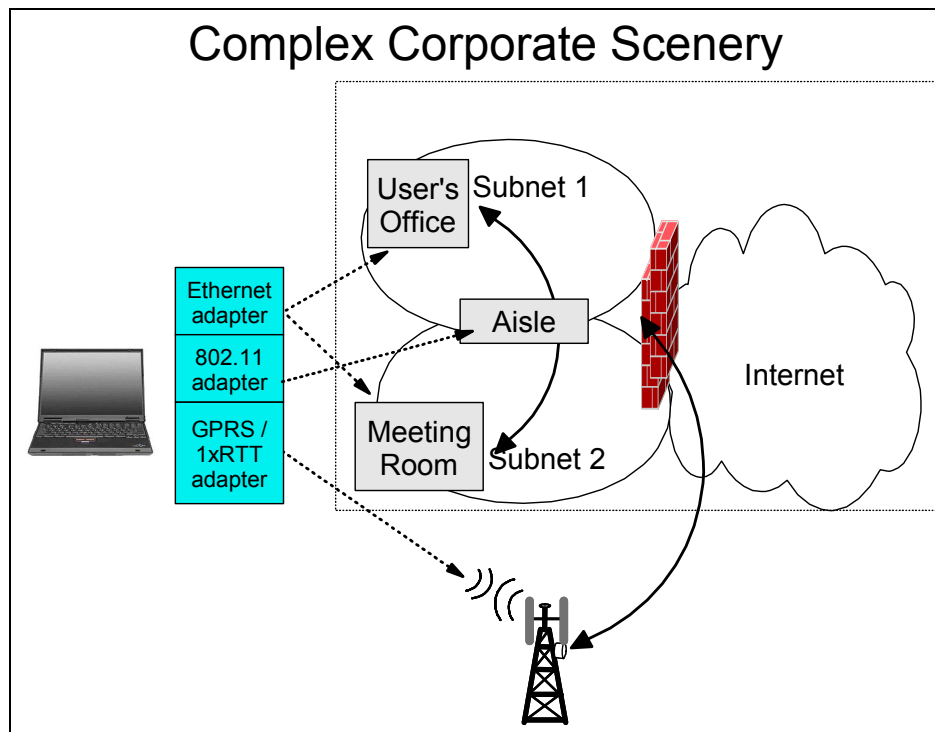 Complex Corporate Scenery
User's
Office
Subnet 1
Ethernet
adapter
Aisle
802.11
adapter
Internet
GPRS /
1xRTT
adapter
Meeting
Room
Subnet 2